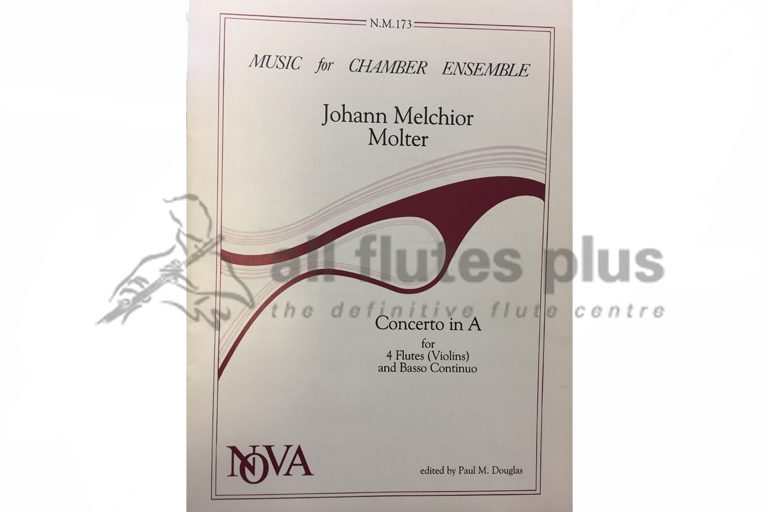 N.M.173
MUSIC for CHAMBER ENSEMBLE
Johann Melchior
Molter
all flutes plus
the definitive flute centre
Concerto in A
for
4 Flutes (Violins)
and Basso Continuo
NOVA
edited by Paul M. Douglas